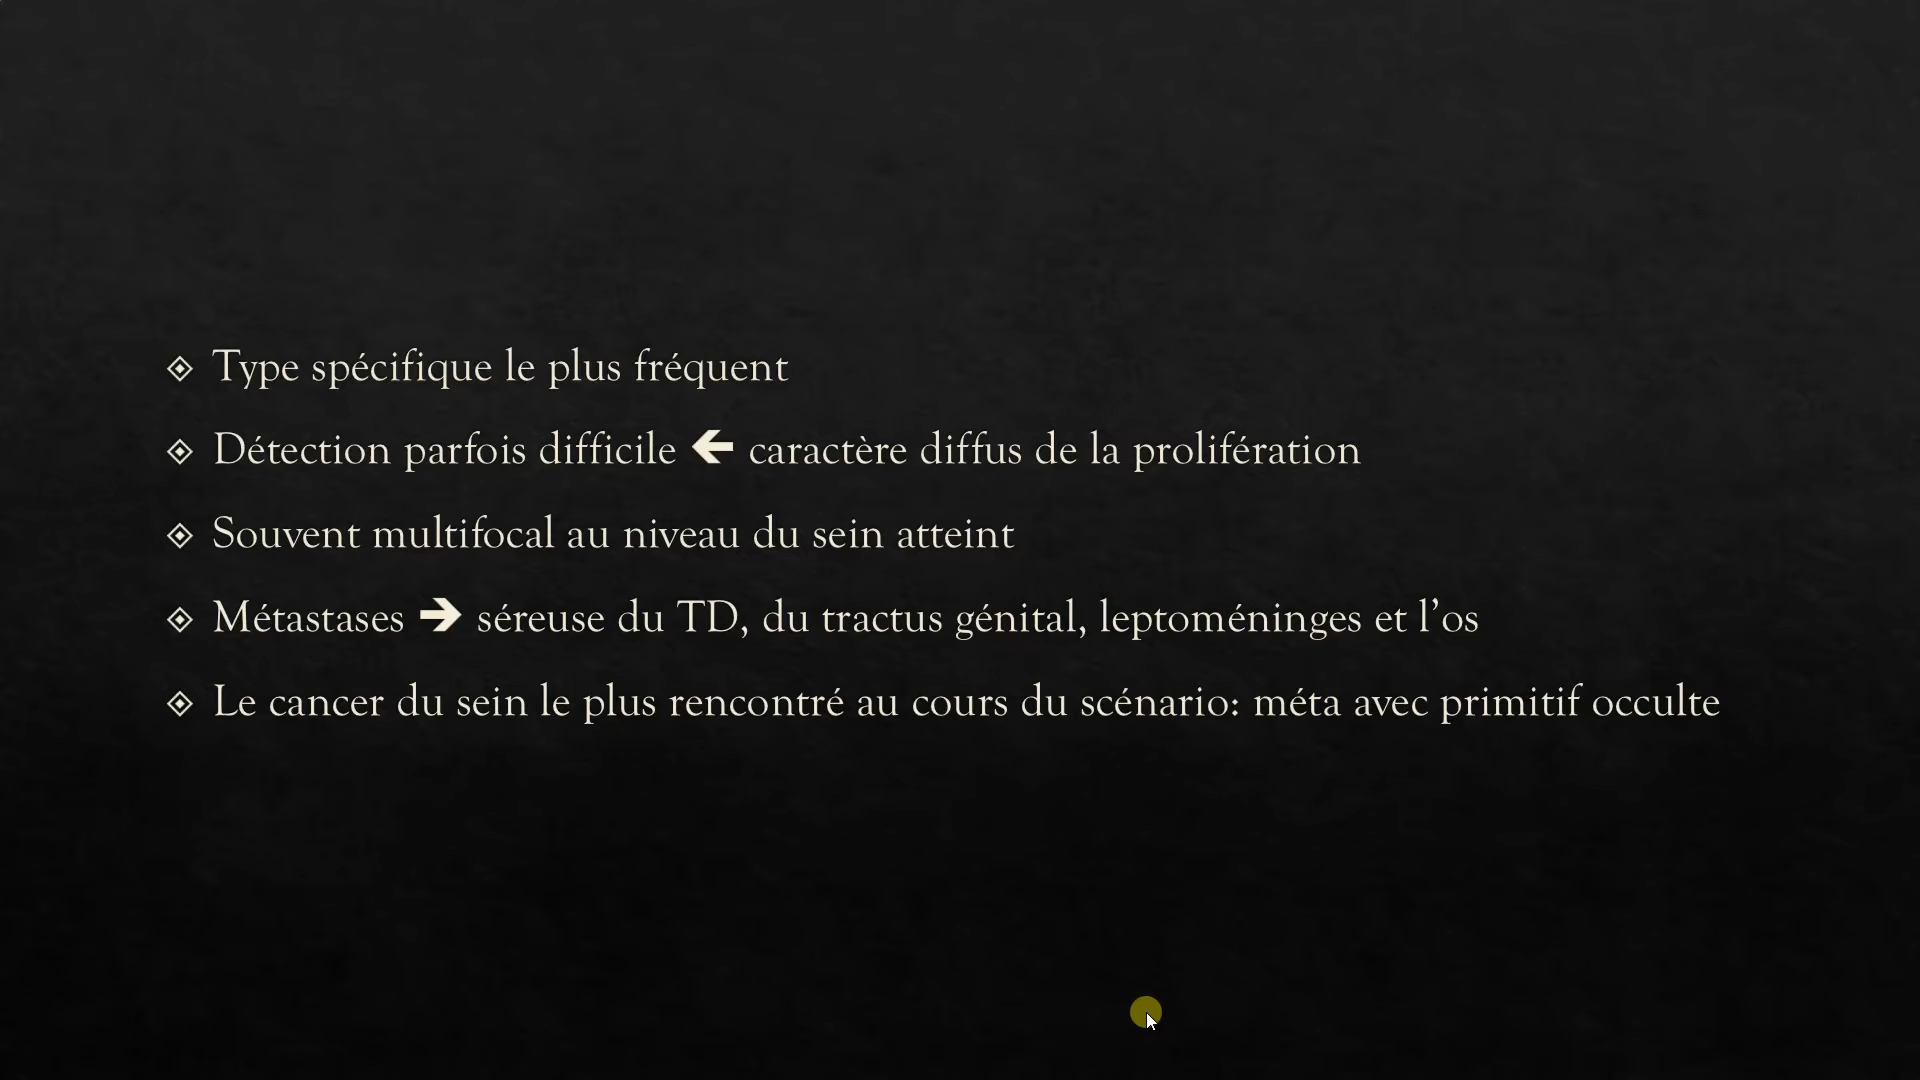 Type spécifique le plus fréquent
Détection parfois difficile 🡸 caractère diffus de la prolifération
Souvent multifocal au niveau du sein atteint
Métastases 🡺 séreuse du TD, du tractus génital, leptoméninges et l’os
Le cancer du sein le plus rencontré au cours du scénario: méta avec primitif occulte